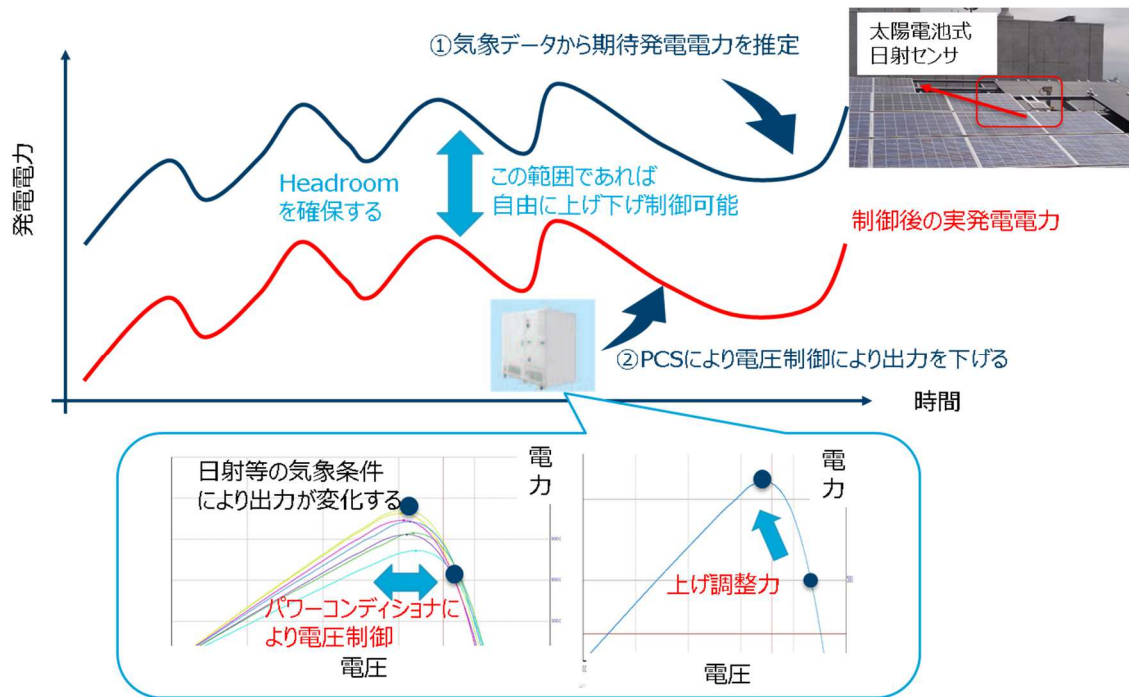 ①気象データから期待発電電力を推定
太陽電池式
日射センサ
発電電力
Headroom
を確保する
この範囲であれば
自由に上げ下げ制御可能
制御後の実発電電力
②PCSにより電圧制御により出力を下げる
時間
日射等の気象条件
により出力が変化する
電力
パワーコンディショナに
より電圧制御
電圧
電力
上げ調整力
電圧